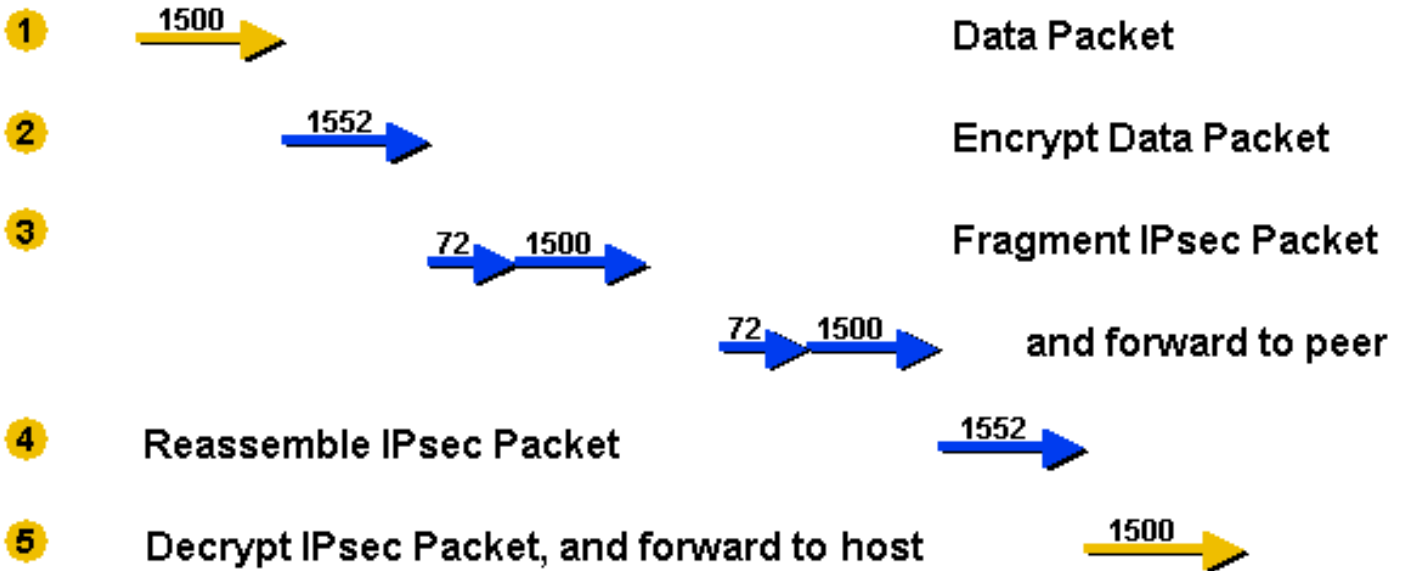 1 1500 Data Packet
2 1552 Encrypt Data Packet
3 72 1500 Fragment IPsec Packet
72 1500 and forward to peer
4 Reassemble IPsec Packet 1552
5 Decrypt IPsec Packet, and forward to host 1500